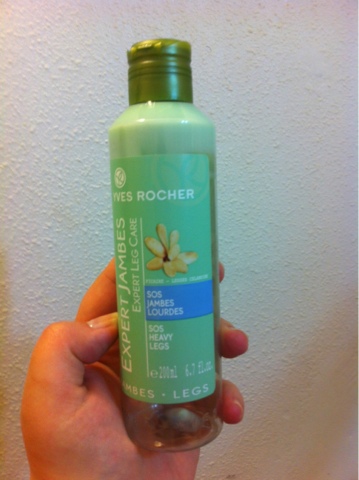 YVES ROCHER
EXPERT JAMBES
EXPERT LEG CARE
SOS
JAMBES
LOURDES
SOS
HEAVY
LEGS
e 200ml 6.7 fl.oz
JAMBES • LEGS